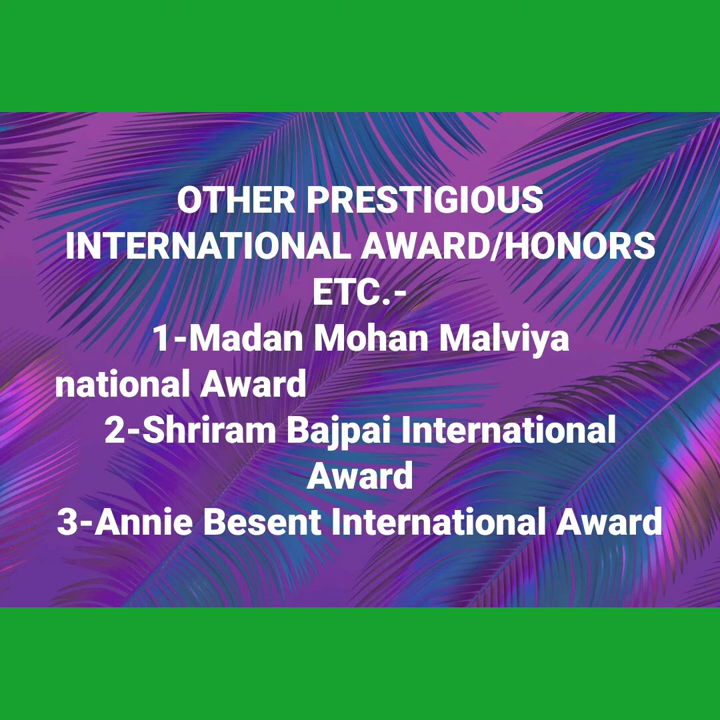 OTHER PRESTIGIOUS
INTERNATIONAL AWARD/HONORS
ETC.-
1-Madan Mohan Malviya
national Award
2-Shriram Bajpai International
Award
3-Annie Besent International Award